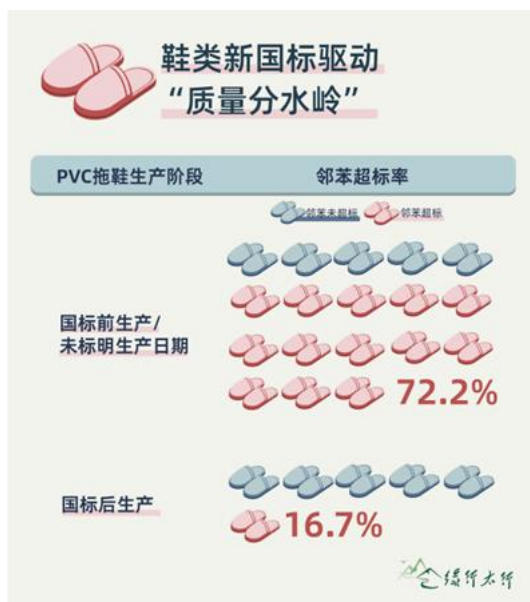 鞋类新国标驱动
“质量分水岭”
PVC拖鞋生产阶段 邻苯超标率
邻苯未超标 邻苯超标
国标前生产/
未标明生产日期
72.2%
国标后生产
16.7%
绿行太行